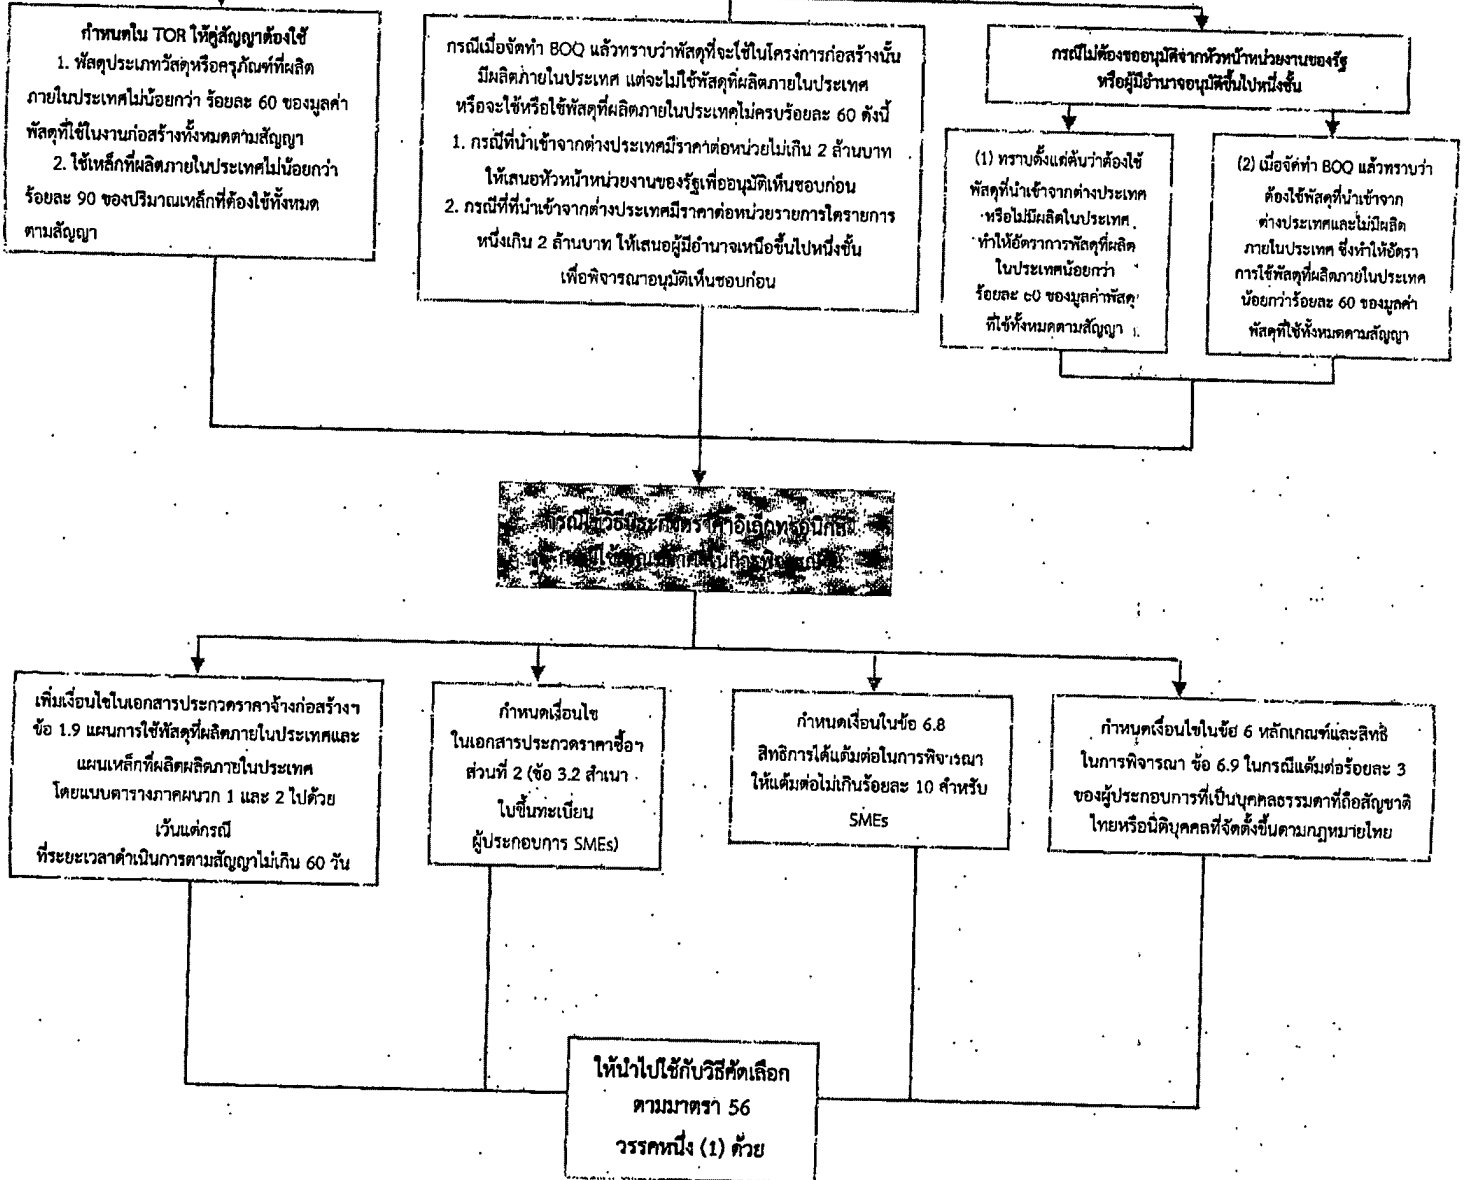 กำหนดใน TOR ให้คู่สัญญาต้องใช้
1. พัสดุประเภทวัสดุหรือครุภัณฑ์ที่ผลิต
ภายในประเทศไม่น้อยกว่า ร้อยละ 60 ของมูลค่า
พัสดุที่ใช้ในงานก่อสร้างทั้งหมดตามสัญญา
2. ใช้เหล็กที่ผลิตภายในประเทศไม่น้อยกว่า
ร้อยละ 90 ของปริมาณเหล็กที่ต้องใช้ทั้งหมด
ตามสัญญา
กรณีเมื่อจัดทำ BOQ แล้วทราบว่าพัสดุที่จะใช้ในโครงการก่อสร้างนั้น
มีผลิตภายในประเทศ แต่จะไม่ใช้พัสดุที่ผลิตภายในประเทศ
หรือจะใช้หรือใช้พัสดุที่ผลิตภายในประเทศไม่ครบร้อยละ 60 ดังนี้
1. กรณีที่นำเข้าจากต่างประเทศมีราคาต่อหน่วยไม่เกิน 2 ล้านบาท
ให้เสนอหัวหน้าหน่วยงานของรัฐเพื่ออนุมัติเห็นชอบก่อน
2. กรณีที่ที่นำเข้าจากต่างประเทศมีราคาต่อหน่วยรายการใดรายการ
หนึ่งเกิน 2 ล้านบาท ให้เสนอผู้มีอำนาจเหนือขึ้นไปหนึ่งชั้น
เพื่อพิจารณาอนุมัติเห็นชอบก่อน
กรณีไม่ต้องขออนุมัติจากหัวหน้าหน่วยงานของรัฐ
หรือผู้มีอำนาจอนุมัติขึ้นไปหนึ่งชั้น
(1) ทราบตั้งแต่ต้นว่าต้องใช้
พัสดุที่นำเข้าจากต่างประเทศ
หรือไม่มีผลิตในประเทศ
ทำให้อัตราการพัสดุที่ผลิต
ในประเทศน้อยกว่า
ร้อยละ 60 ของมูลค่าพัสดุ
ที่ใช้ทั้งหมดตามสัญญา
(2) เมื่อจัดทำ BOQ แล้วทราบว่า
ต้องใช้พัสดุที่นำเข้าจาก
ต่างประเทศและไม่มีผลิต
ภายในประเทศ ซึ่งทำให้อัตรา
การใช้พัสดุที่ผลิตภายในประเทศ
น้อยกว่าร้อยละ 60 ของมูลค่า
พัสดุที่ใช้ทั้งหมดตามสัญญา
กรณีใช้วิธีประกวดราคาอิเล็กทรอนิกส์
เพิ่มเงื่อนไขในเอกสารประกวดราคาจ้างก่อสร้างฯ
ข้อ 1.9 แผนการใช้พัสดุที่ผลิตภายในประเทศและ
แผนเหล็กที่ผลิตผลิตภายในประเทศ
โดยแนบตารางภาคผนวก 1 และ 2 ไปด้วย
เว้นแต่กรณี
ที่ระยะเวลาดำเนินการตามสัญญาไม่เกิน 60 วัน
กำหนดเงื่อนไข
ในเอกสารประกวดราคาซื้อฯ
ส่วนที่ 2 (ข้อ 3.2 สำเนา
ใบขึ้นทะเบียน
ผู้ประกอบการ SMEs)
กำหนดเงื่อนในข้อ 6.8
สิทธิการได้แต้มต่อในการพิจารณา
ให้แต้มต่อไม่เกินร้อยละ 10 สำหรับ
SMEs
กำหนดเงื่อนไขในข้อ 6 หลักเกณฑ์และสิทธิ
ในการพิจารณา ข้อ 6.9 ในกรณีแต้มต่อร้อยละ 3
ของผู้ประกอบการที่เป็นบุคคลธรรมดาที่ถือสัญชาติ
ไทยหรือนิติบุคคลที่จัดตั้งขึ้นตามกฎหมายไทย
ให้นำไปใช้กับวิธีคัดเลือก
ตามมาตรา 56
วรรคหนึ่ง (1) ด้วย